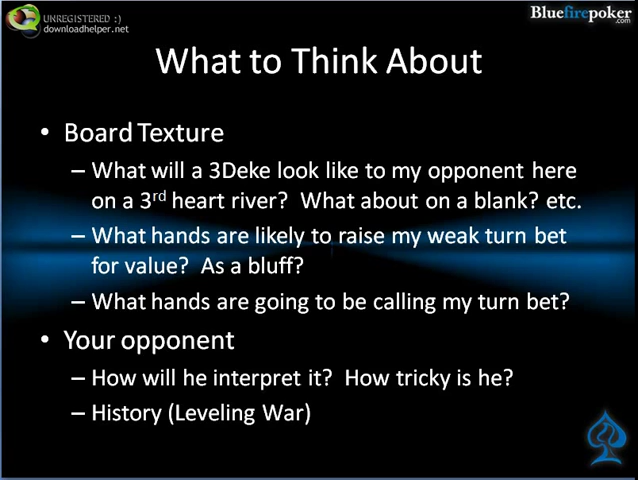 UNREGISTERED :)
downloadhelper.net
Bluefirepoker
.com
What to Think About
• Board Texture
– What will a 3Deke look like to my opponent here
on a 3rd heart river? What about on a blank? etc.
– What hands are likely to raise my weak turn bet
for value? As a bluff?
– What hands are going to be calling my turn bet?
• Your opponent
– How will he interpret it? How tricky is he?
– History (Leveling War)